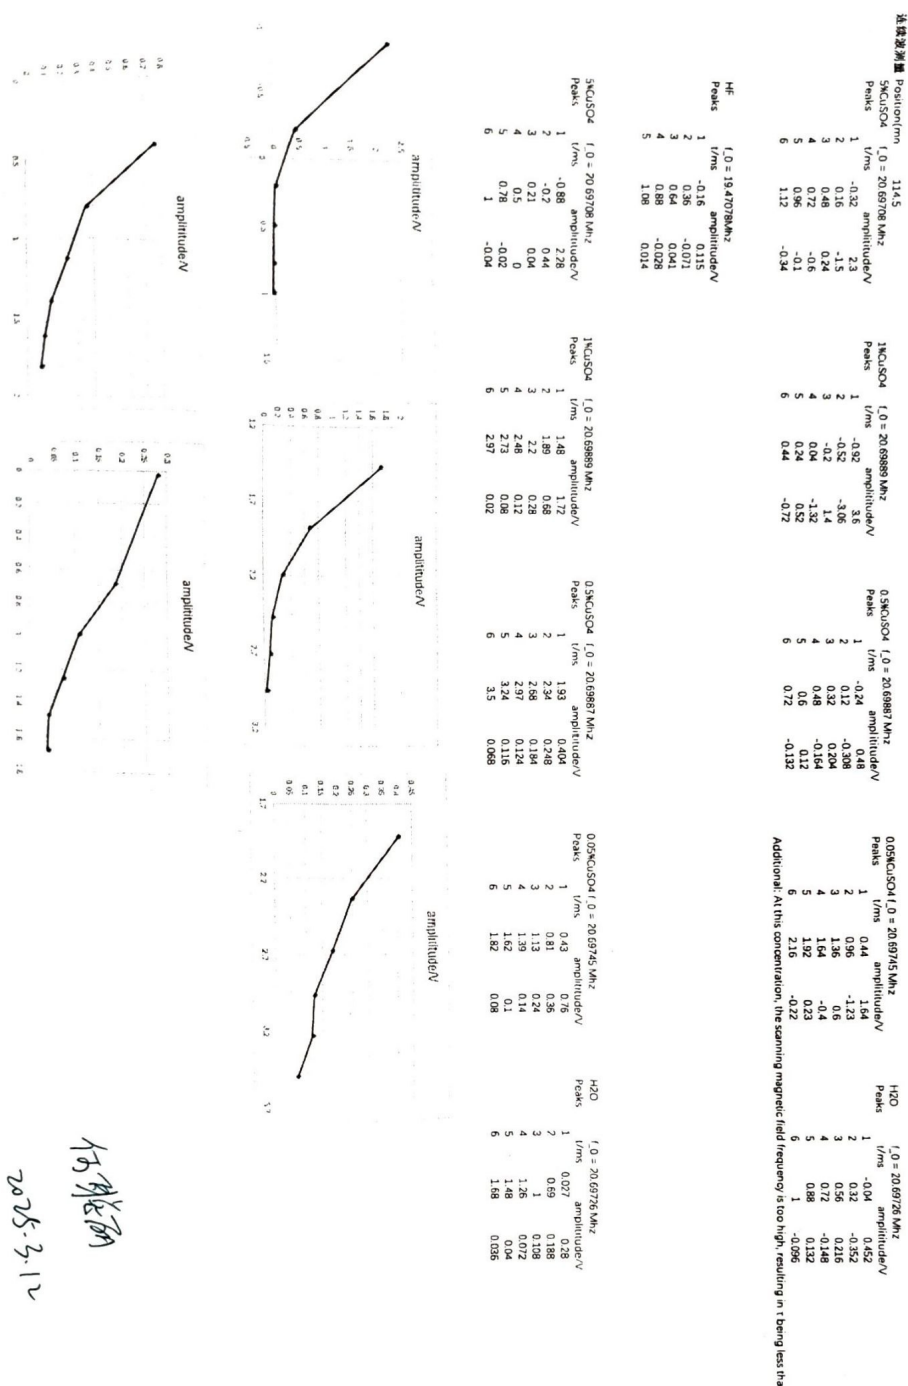 连续波测量 Position(mn 114.5
5%CuSO4 f_0 = 20.69708 Mhz
Peaks t/ms amplititude/V
1 -0.32 2.3
2 0.16 -1.5
3 0.48 0.24
4 0.72 -0.6
5 0.96 -0.1
6 1.12 -0.34
1%CuSO4 f_0 = 20.69889 Mhz
Peaks t/ms amplititude/V
1 -0.92 3.6
2 -0.52 -3.06
3 -0.2 1.4
4 0.04 -1.32
5 0.24 0.52
6 0.44 -0.72
0.5%CuSO4 f_0 = 20.69887 Mhz
Peaks t/ms amplititude/V
1 -0.24 0.48
2 0.12 -0.308
3 0.32 0.204
4 0.48 -0.164
5 0.6 0.12
6 0.72 -0.132
0.05%CuSO4 f_0 = 20.69745 Mhz
Peaks t/ms amplititude/V
1 0.44 1.64
2 0.96 -1.23
3 1.36 0.6
4 1.64 -0.4
5 1.92 0.23
6 2.16 -0.22
H2O f_0 = 20.69726 Mhz
Peaks t/ms amplititude/V
1 -0.04 0.452
2 0.32 -0.352
3 0.56 0.216
4 0.72 -0.148
5 0.88 0.132
6 1 -0.096
Additional: At this concentration, the scanning magnetic field frequency is too high, resulting in τ being less tha
HF f_0 = 19.47078Mhz
Peaks t/ms amplititude/V
1 -0.16 0.115
2 0.36 -0.071
3 0.64 0.041
4 0.88 -0.028
5 1.08 0.014
5%CuSO4 f_0 = 20.69708 Mhz
Peaks t/ms amplititude/V
1 -0.88 2.28
2 -0.2 0.44
3 0.21 0.04
4 0.5 0
5 0.78 -0.02
6 1 -0.04
1%CuSO4 f_0 = 20.69889 Mhz
Peaks t/ms amplititude/V
1 1.48 1.72
2 1.89 0.68
3 2.2 0.28
4 2.48 0.12
5 2.73 0.08
6 2.97 0.02
0.5%CuSO4 f_0 = 20.69887 Mhz
Peaks t/ms amplititude/V
1 1.93 0.404
2 2.34 0.248
3 2.68 0.184
4 2.97 0.124
5 3.24 0.116
6 3.5 0.068
0.05%CuSO4 f_0 = 20.69745 Mhz
Peaks t/ms amplititude/V
1 0.43 0.76
2 0.81 0.36
3 1.13 0.24
4 1.39 0.14
5 1.62 0.1
6 1.82 0.08
H2O f_0 = 20.69726 Mhz
Peaks t/ms amplititude/V
1 0.027 0.28
2 0.69 0.188
3 1 0.108
4 1.26 0.072
5 1.48 0.04
6 1.68 0.036
amplititude/V
amplititude/V
amplititude/V
amplititude/V
amplititude/V
2025.3.12